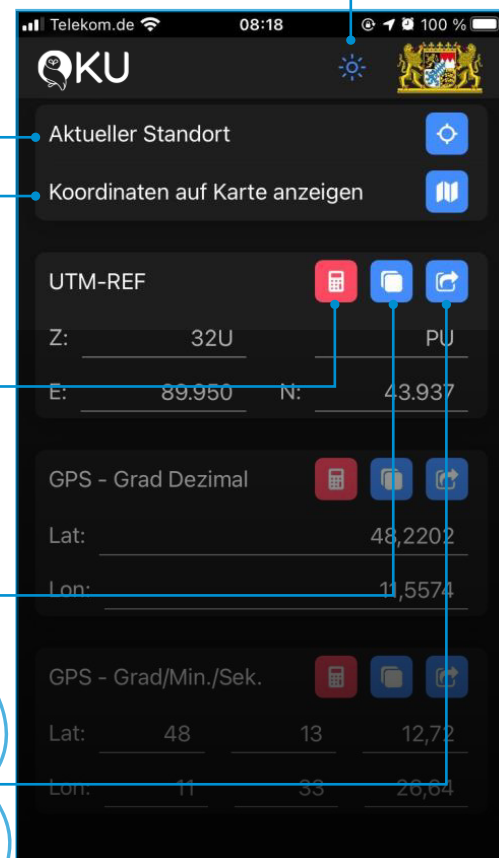 Telekom.de 08:18 100 %
KU
Aktueller Standort
Koordinaten auf Karte anzeigen
UTM-REF
Z: 32U PU
E: 89.950 N: 43.937
GPS - Grad Dezimal
Lat: 48,2202
Lon: 11,5574
GPS - Grad/Min./Sek.
Lat: 48 13 12,72
Lon: 11 33 26,64